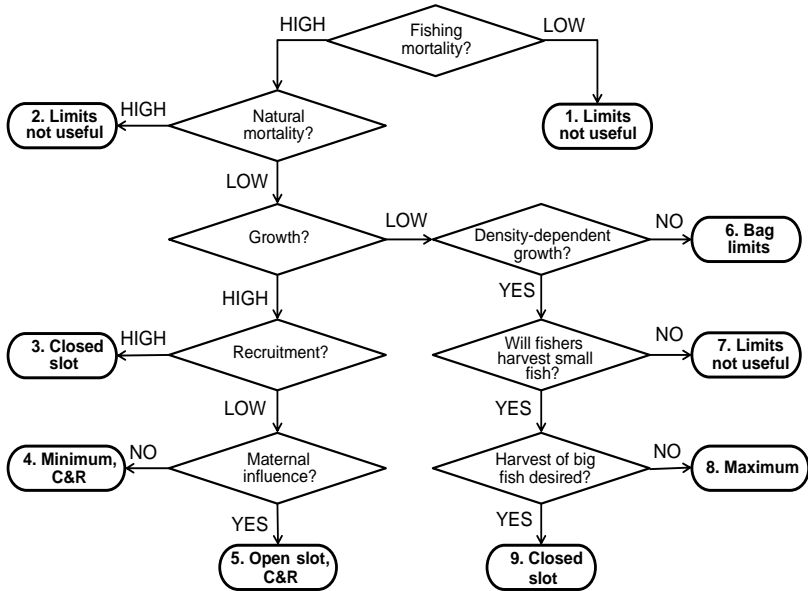 Fishing
mortality?
HIGH
LOW
1. Limits
not useful
Natural
mortality?
HIGH
2. Limits
not useful
LOW
Growth?
LOW
Density-dependent
growth?
NO
6. Bag
limits
HIGH
YES
Recruitment?
HIGH
3. Closed
slot
Will fishers
harvest small
fish?
NO
7. Limits
not useful
LOW
YES
Maternal
influence?
NO
4. Minimum,
C&R
Harvest of big
fish desired?
NO
8. Maximum
YES
5. Open slot,
C&R
YES
9. Closed
slot